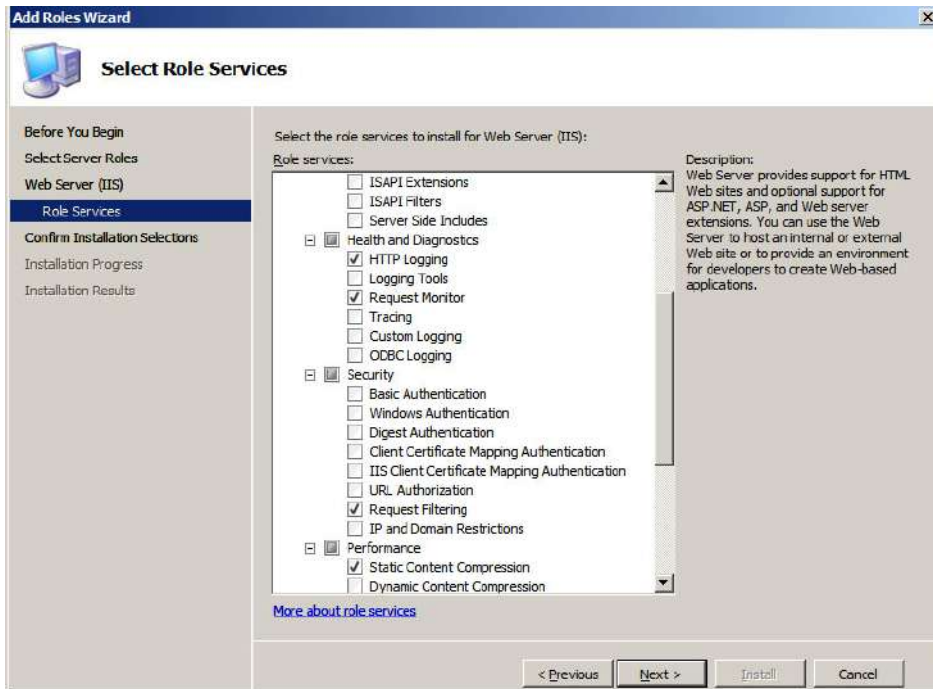 Add Roles Wizard
Select Role Services
Before You Begin
Select Server Roles
Web Server (IIS)
Role Services
Confirm Installation Selections
Installation Progress
Installation Results
Select the role services to install for Web Server (IIS):
Role services:
ISAPI Extensions
ISAPI Filters
Server Side Includes
Health and Diagnostics
HTTP Logging
Logging Tools
Request Monitor
Tracing
Custom Logging
ODBC Logging
Security
Basic Authentication
Windows Authentication
Digest Authentication
Client Certificate Mapping Authentication
IIS Client Certificate Mapping Authentication
URL Authorization
Request Filtering
IP and Domain Restrictions
Performance
Static Content Compression
Dynamic Content Compression
More about role services
Description:
Web Server provides support for HTML
Web sites and optional support for
ASP.NET, ASP, and Web server
extensions. You can use the Web
Server to host an internal or external
Web site or to provide an environment
for developers to create Web-based
applications.
< Previous
Next >
Install
Cancel